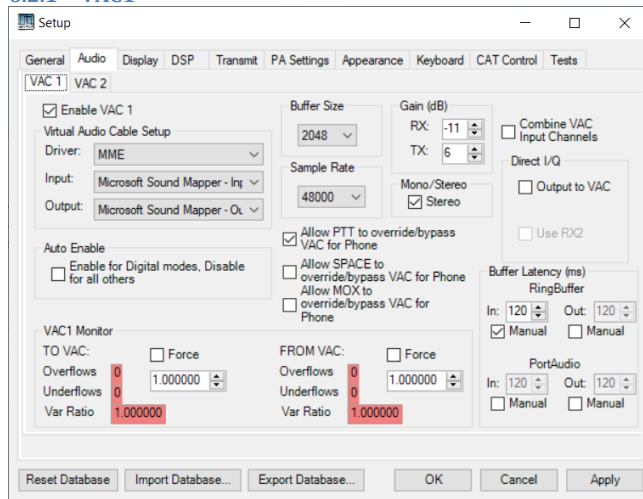 6.2.1 VAC1
Setup
General Audio Display DSP Transmit PA Settings Appearance Keyboard CAT Control Tests
VAC 1 VAC 2
Enable VAC 1
Virtual Audio Cable Setup
Driver: MME
Input: Microsoft Sound Mapper - Inp
Output: Microsoft Sound Mapper - Ou
Auto Enable
Enable for Digital modes, Disable
for all others
Buffer Size
2048
Sample Rate
48000
Gain (dB)
RX: -11
TX: 6
Mono/Stereo
Stereo
Combine VAC
Input Channels
Direct I/Q
Output to VAC
Use RX2
Allow PTT to override/bypass
VAC for Phone
Allow SPACE to
override/bypass VAC for Phone
Allow MOX to
override/bypass VAC for
Phone
Buffer Latency (ms)
RingBuffer
In: 120 Out: 120
Manual Manual
PortAudio
In: 120 Out: 120
Manual Manual
VAC1 Monitor
TO VAC: Force
Overflows 0
1.000000
Underflows 0
Var Ratio 1.000000
FROM VAC: Force
Overflows 0
1.000000
Underflows 0
Var Ratio 1.000000
Reset Database Import Database... Export Database... OK Cancel Apply